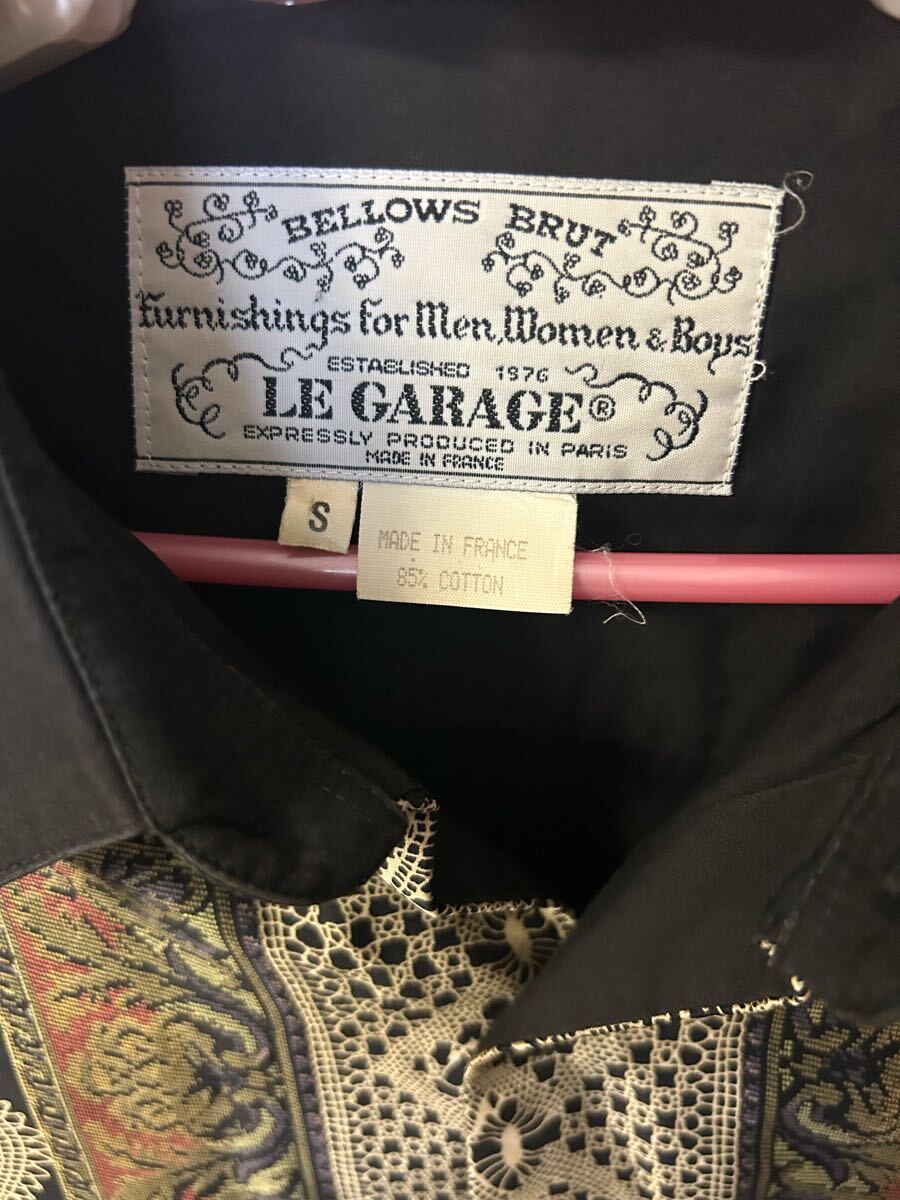 BELLOWS BRUT
Furnishings for Men, Women & Boys
ESTABLISHED 1976
LE GARAGE®
EXPRESSLY PRODUCED IN PARIS
MADE IN FRANCE
S
MADE IN FRANCE
85% COTTON